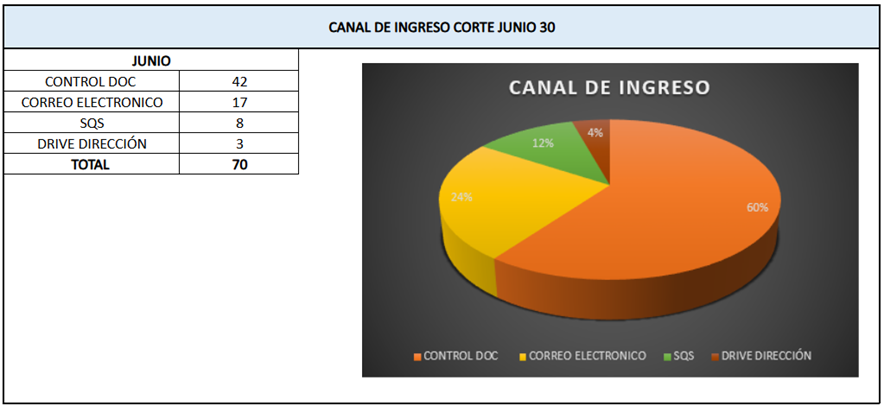 CANAL DE INGRESO CORTE JUNIO 30
JUNIO
CONTROL DOC 42
CORREO ELECTRONICO 17
SQS 8
DRIVE DIRECCIÓN 3
TOTAL 70
CANAL DE INGRESO
4%
12%
24%
60%
CONTROL DOC CORREO ELECTRONICO SQS DRIVE DIRECCIÓN